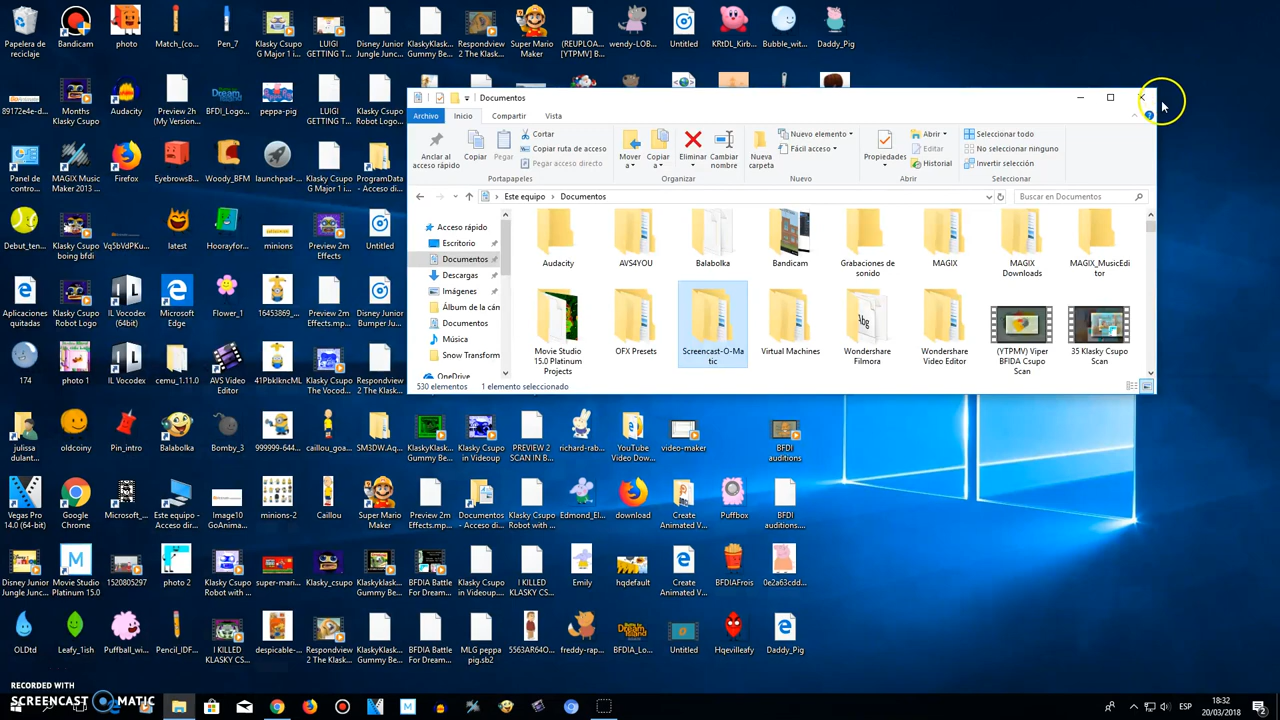 Papelera de reciclaje
Bandicam
photo
Match_(co...
Pen_7
Klasky Csupo G Major 1 i...
LUIGI GETTING T...
Disney Junior Jungle Junc...
KlaskyKlask... Gummy Be...
Respondview 2 The Klask...
Super Mario Maker
(REUPLOA... [YTPMV] B...
wendy-LOB...
Untitled
KRtDL_Kirb...
Bubble_wit...
Daddy_Pig
89172e4e-d...
Months Klasky Csupo
Audacity
Preview 2h (My Version...
BFDI_Logo...
peppa-pig
LUIGI GETTING T...
Klasky Csupo Robot Logo...
Panel de contro...
MAGIX Music Maker 2013 ...
Firefox
EyebrowsB...
Woody_BFM
launchpad-...
Klasky Csupo G Major 1 i...
ProgramData - Acceso di...
Debut_ten...
Klasky Csupo boing bfdi
latest
Hoorayfor...
minions
Preview 2m Effects
Untitled
Aplicaciones quitadas
Klasky Csupo Robot Logo
IL Vocodex (64bit)
Microsoft Edge
Flower_1
16453869_...
Preview 2m Effects.mp...
Disney Junior Bumper Ju...
174
photo 1
IL Vocodex
cemu_1.11.0
AVS Video Editor
41PbklkncML
Klasky Csupo The Vocod...
Respondview 2 The Klask...
Documentos
Archivo
Inicio
Compartir
Vista
Anclar al acceso rápido
Copiar
Pegar
Cortar
Copiar ruta de acceso
Pegar acceso directo
Portapapeles
Mover a
Copiar a
Eliminar
Cambiar nombre
Organizar
Nueva carpeta
Nuevo elemento
Fácil acceso
Nuevo
Propiedades
Abrir
Editar
Historial
Abrir
Seleccionar todo
No seleccionar ninguno
Invertir selección
Seleccionar
Este equipo
Documentos
Buscar en Documentos
Acceso rápido
Escritorio
Documentos
Descargas
Imágenes
Álbum de la cán
Documentos
Música
Snow Transform
OneDrive
Audacity
AVS4YOU
Balabolka
Bandicam
Grabaciones de sonido
MAGIX
MAGIX Downloads
MAGIX_MusicEditor
Movie Studio 15.0 Platinum Projects
OFX Presets
Screencast-O-Matic
Virtual Machines
Wondershare Filmora
Wondershare Video Editor
(YTPMV) Viper BFDIA Csupo Scan
35 Klasky Csupo Scan
530 elementos
1 elemento seleccionado
julissa dulant...
oldcoiny
Pin_intro
Balabolka
Bomby_3
999999-644...
caillou_goa...
SM3DW.Aq...
KlaskyKlask... Gummy Be...
Klasky Csupo in Videoup
PREVIEW 2 SCAN IN B...
richard-rab...
YouTube Video Dow...
video-maker
BFDI auditions
Vegas Pro 14.0 (64-bit)
Google Chrome
Microsoft_...
Este equipo - Acceso dir...
Image10 GoAnima...
minions-2
Caillou
Super Mario Maker
Preview 2m Effects.mp...
Documentos - Acceso di...
Klasky Csupo Robot with ...
Edmond_El...
download
Create Animated V...
Puffbox
BFDI auditions...
Disney Junior Jungle Junc...
Movie Studio Platinum 15.0
1520805297
photo 2
Klasky Csupo Robot with ...
super-mari...
Klasky_csupo
Klaskyklask... Gummy Be...
BFDIA Battle For Dream...
Klasky Csupo in Videoup...
I KILLED KLASKY CS...
Emily
hqdefault
Create Animated V...
BFDIAFrois
0e2a63cdd...
OLDtd
Leafy_1ish
Puffball_wi...
Pencil_IDF...
I KILLED KLASKY CS...
despicable-...
Respondview 2 The Klask...
KlaskyKlask... Gummy Be...
BFDIA Battle For Dream...
MLG peppa pig.sb2
5563AR64O...
freddy-rap...
BFDIA_Lo...
Untitled
Hqevilleafy
Daddy_Pig
RECORDED WITH
SCREENCAST MATIC
ESP
18:32
20/03/2018